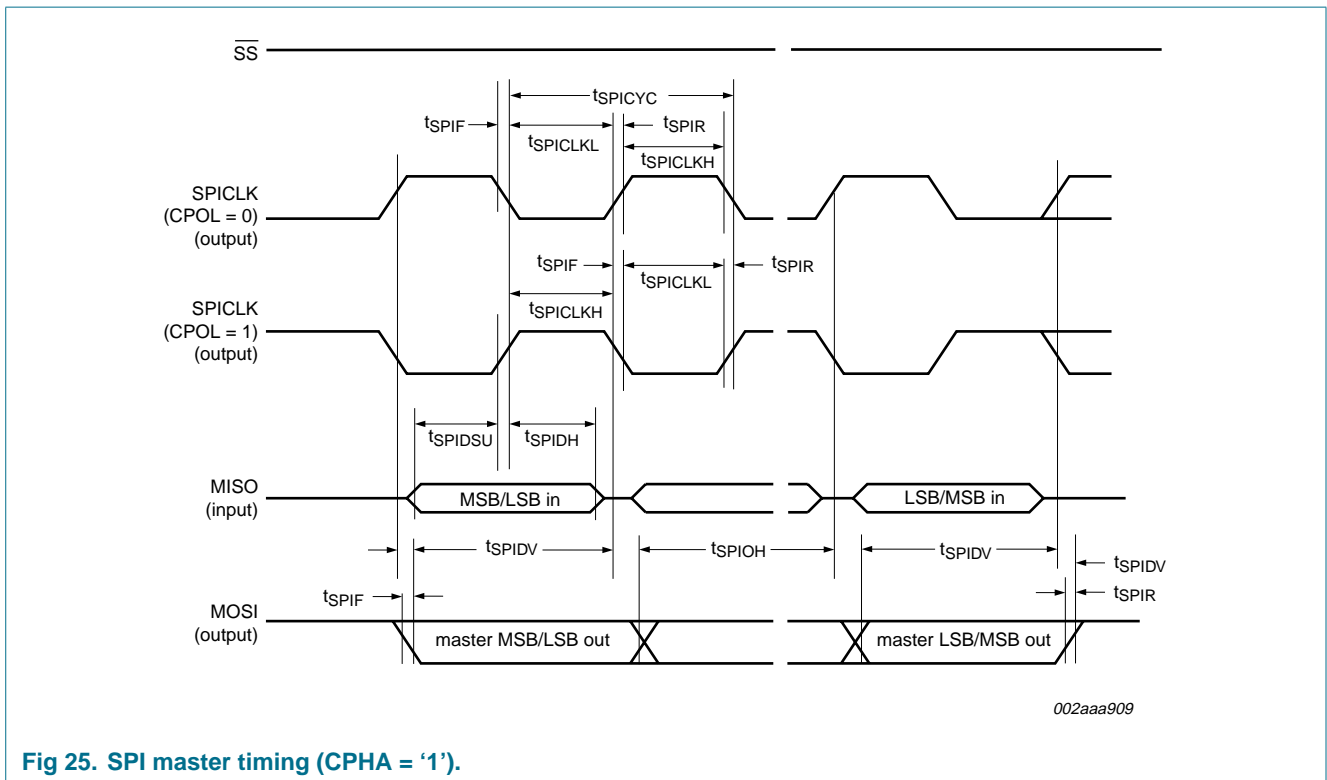 SS
tSPICYC
tSPIF
tSPIR
tSPICLKL
tSPICLKH
SPICLK
(CPOL = 0)
(output)
tSPIF
tSPICLKL
tSPIR
tSPICLKH
SPICLK
(CPOL = 1)
(output)
tSPIDSU
tSPIDH
MISO
(input)
MSB/LSB in
LSB/MSB in
tSPIDV
tSPIOH
tSPIDV
tSPIDV
tSPIF
tSPIR
MOSI
(output)
master MSB/LSB out
master LSB/MSB out
002aaa909
Fig 25. SPI master timing (CPHA = ‘1’).